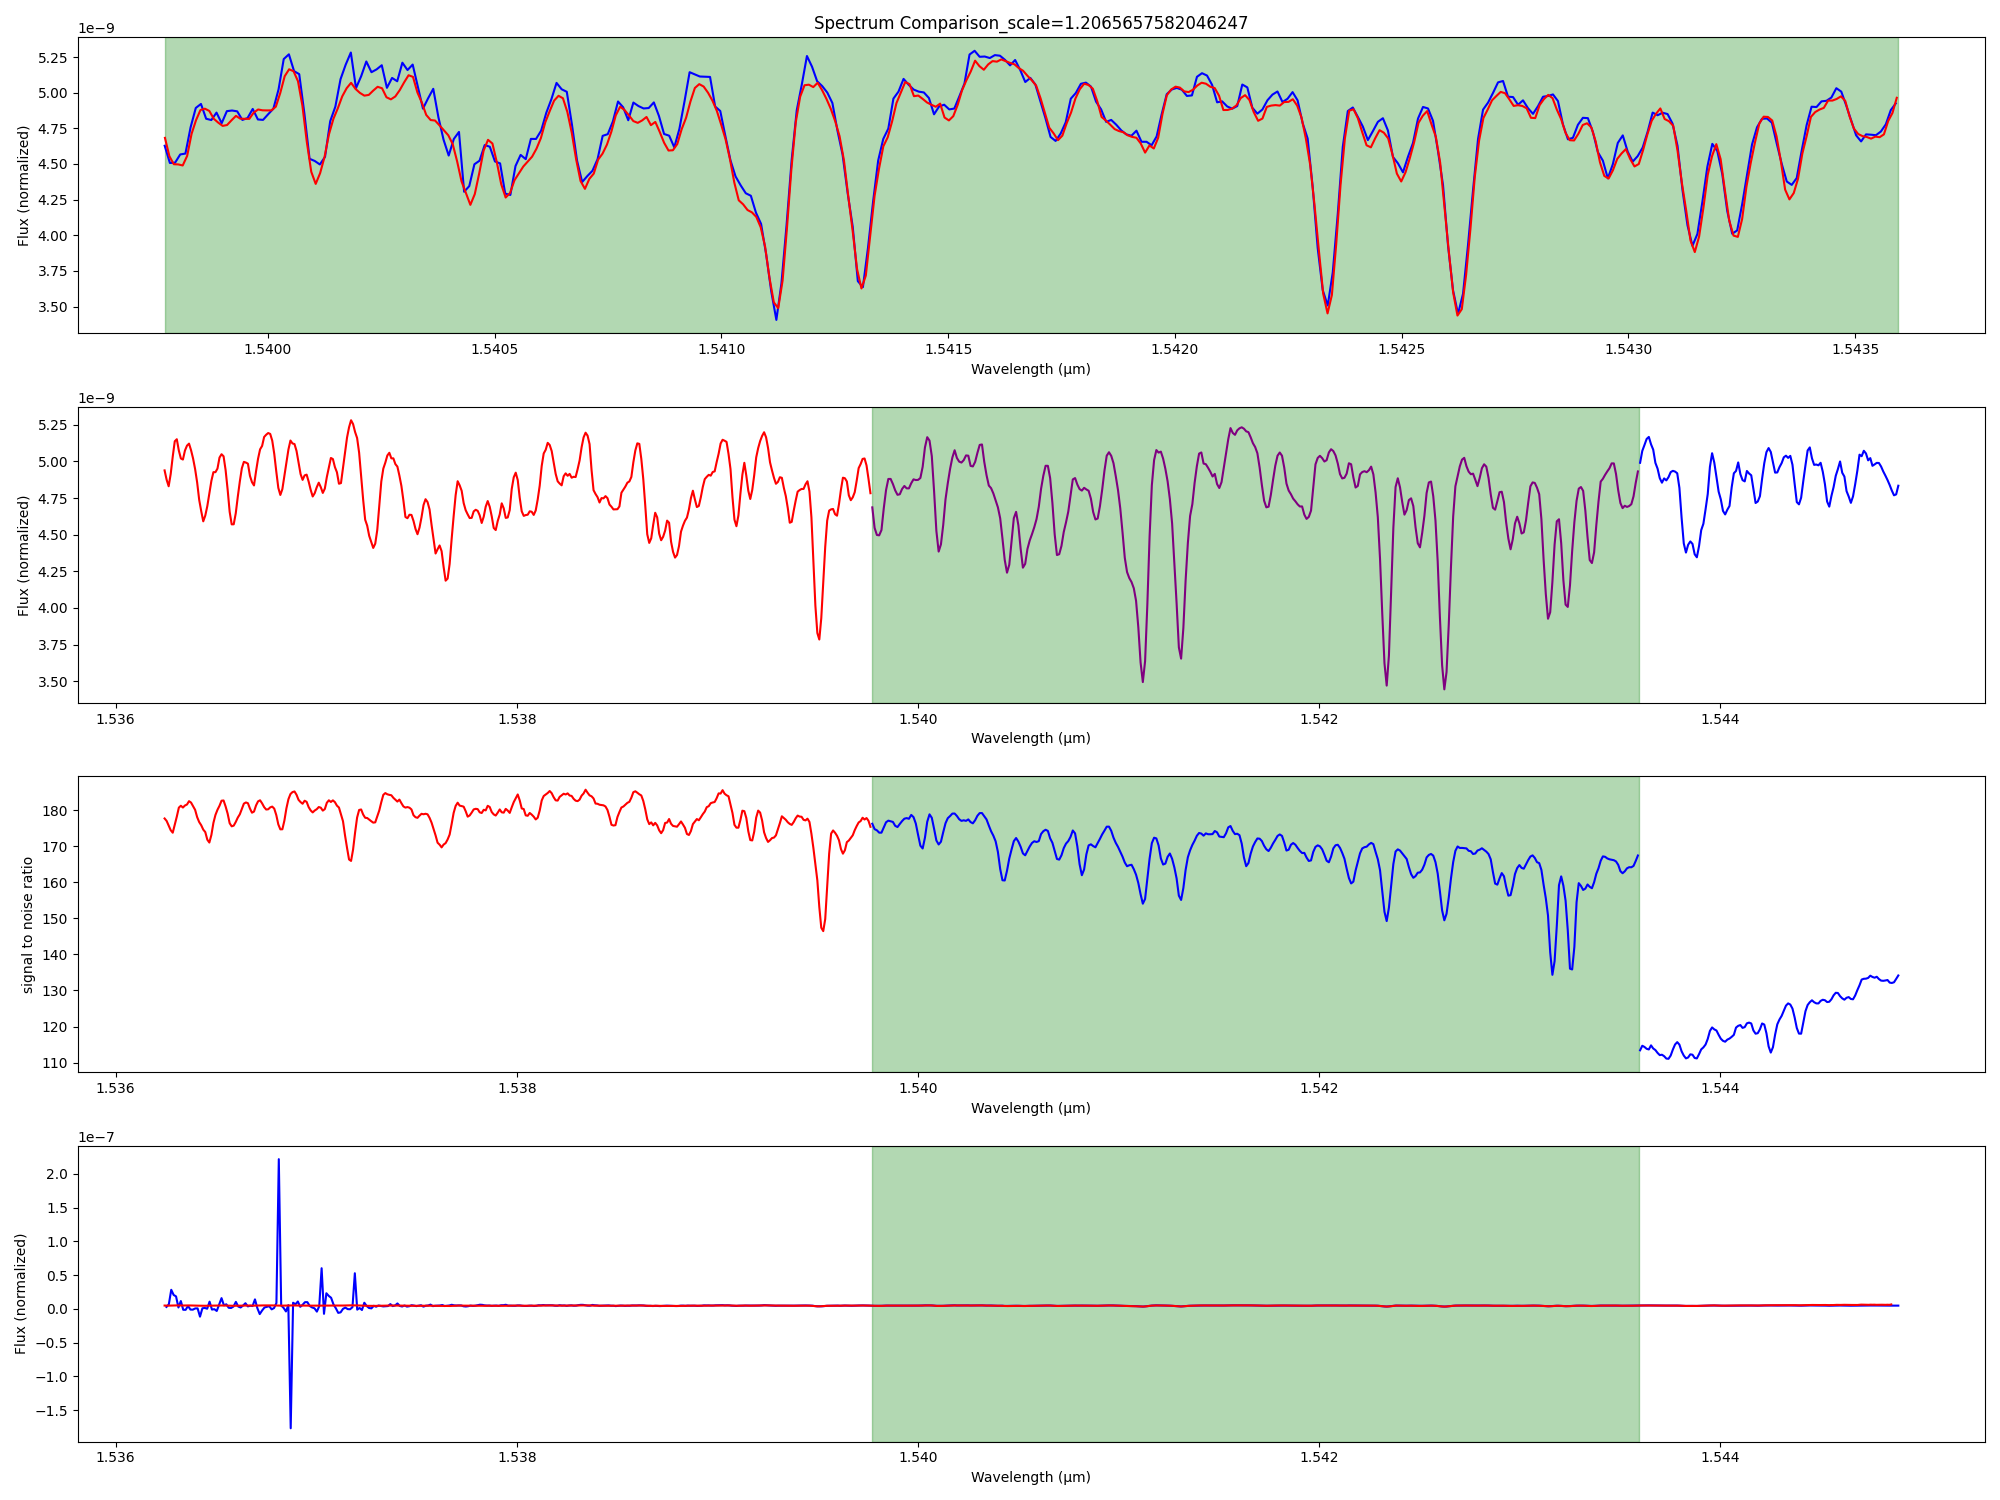 Spectrum Comparison_scale=1.2065657582046247
1e−9
5.25
5.00
4.75
4.50
4.25
4.00
3.75
3.50
Flux (normalized)
1.5400 1.5405 1.5410 1.5415 1.5420 1.5425 1.5430 1.5435
Wavelength (μm)
1e−9
5.25
5.00
4.75
4.50
4.25
4.00
3.75
3.50
Flux (normalized)
1.536 1.538 1.540 1.542 1.544
Wavelength (μm)
180
170
160
150
140
130
120
110
signal to noise ratio
1.536 1.538 1.540 1.542 1.544
Wavelength (μm)
1e−7
2.0
1.5
1.0
0.5
0.0
−0.5
−1.0
−1.5
Flux (normalized)
1.536 1.538 1.540 1.542 1.544
Wavelength (μm)